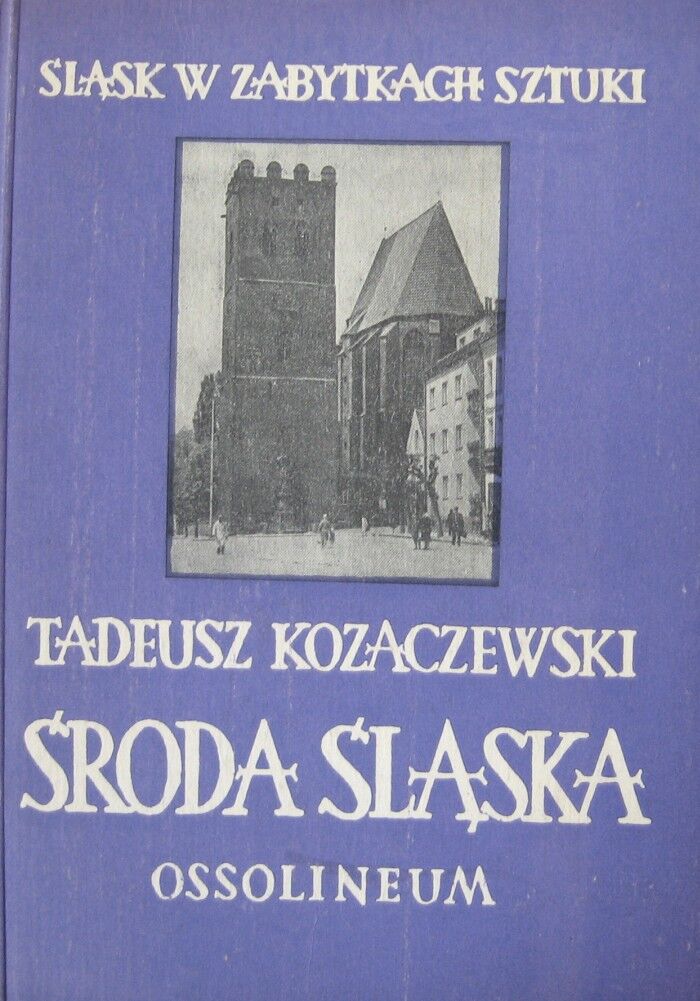 ŚLĄSK W ZABYTKACH SZTUKI
TADEUSZ KOZACZEWSKI
ŚRODA ŚLĄSKA
OSSOLINEUM